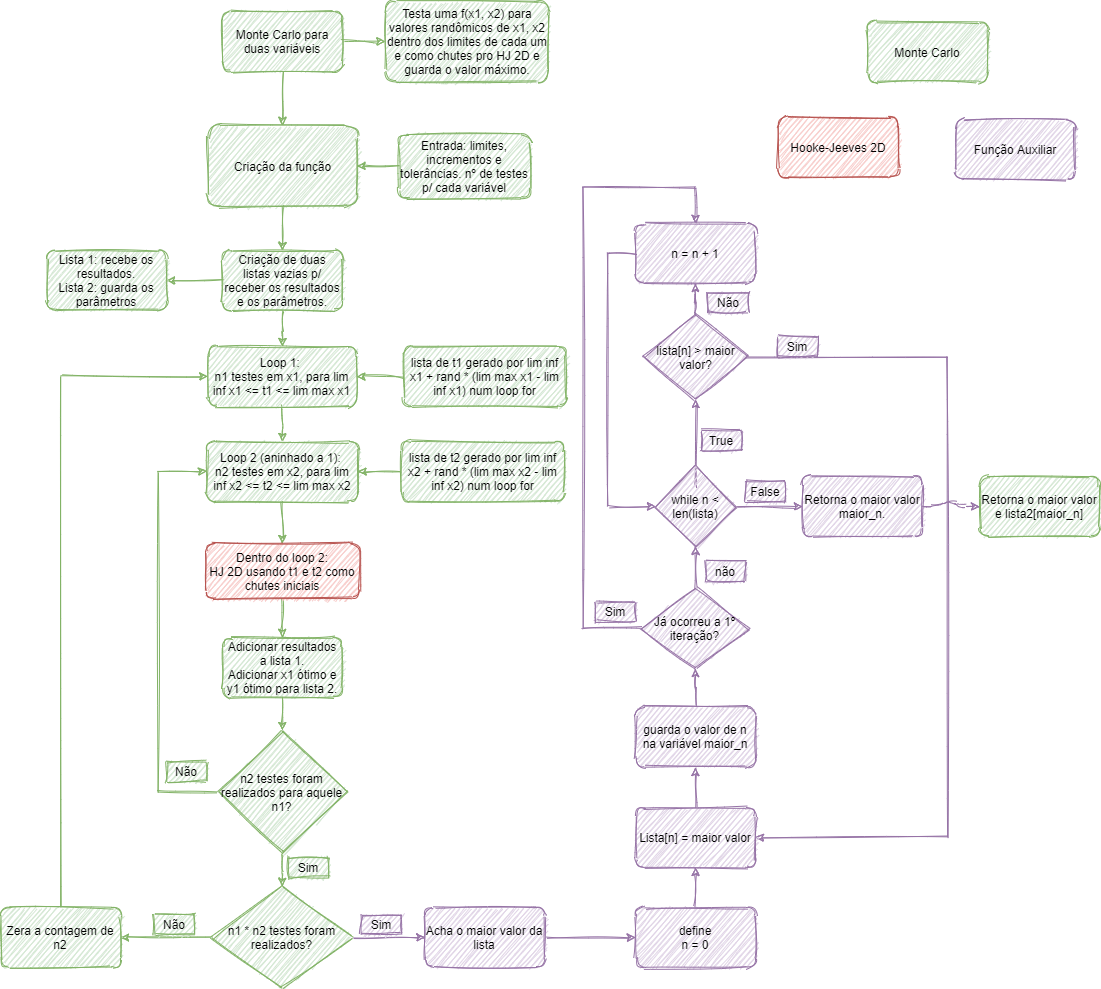 Monte Carlo para
duas variáveis
Testa uma f(x1, x2) para
valores randômicos de x1, x2
dentro dos limites de cada um
e como chutes pro HJ 2D e
guarda o valor máximo.
Monte Carlo
Hooke-Jeeves 2D
Função Auxiliar
Criação da função
Entrada: limites,
incrementos e
tolerâncias. nº de testes
p/ cada variável
Lista 1: recebe os
resultados.
Lista 2: guarda os
parâmetros
Criação de duas
listas vazias p/
receber os resultados
e os parâmetros.
Loop 1:
n1 testes em x1, para lim
inf x1 <= t1 <= lim max x1
lista de t1 gerado por lim inf
x1 + rand * (lim max x1 - lim
inf x1) num loop for
Loop 2 (aninhado a 1):
n2 testes em x2, para lim
inf x2 <= t2 <= lim max x2
lista de t2 gerado por lim inf
x2 + rand * (lim max x2 - lim
inf x2) num loop for
Dentro do loop 2:
HJ 2D usando t1 e t2 como
chutes iniciais
Adicionar resultados
a lista 1.
Adicionar x1 ótimo e
y1 ótimo para lista 2.
Não
n2 testes foram
realizados para aquele
n1?
Sim
Zera a contagem de
n2
Não
n1 * n2 testes foram
realizados?
Sim
Acha o maior valor da
lista
define
n = 0
Lista[n] = maior valor
guarda o valor de n
na variável maior_n
Já ocorreu a 1º
iteração?
Sim
não
while n <
len(lista)
False
Retorna o maior valor
maior_n.
Retorna o maior valor
e lista2[maior_n]
True
lista[n] > maior
valor?
Sim
Não
n = n + 1